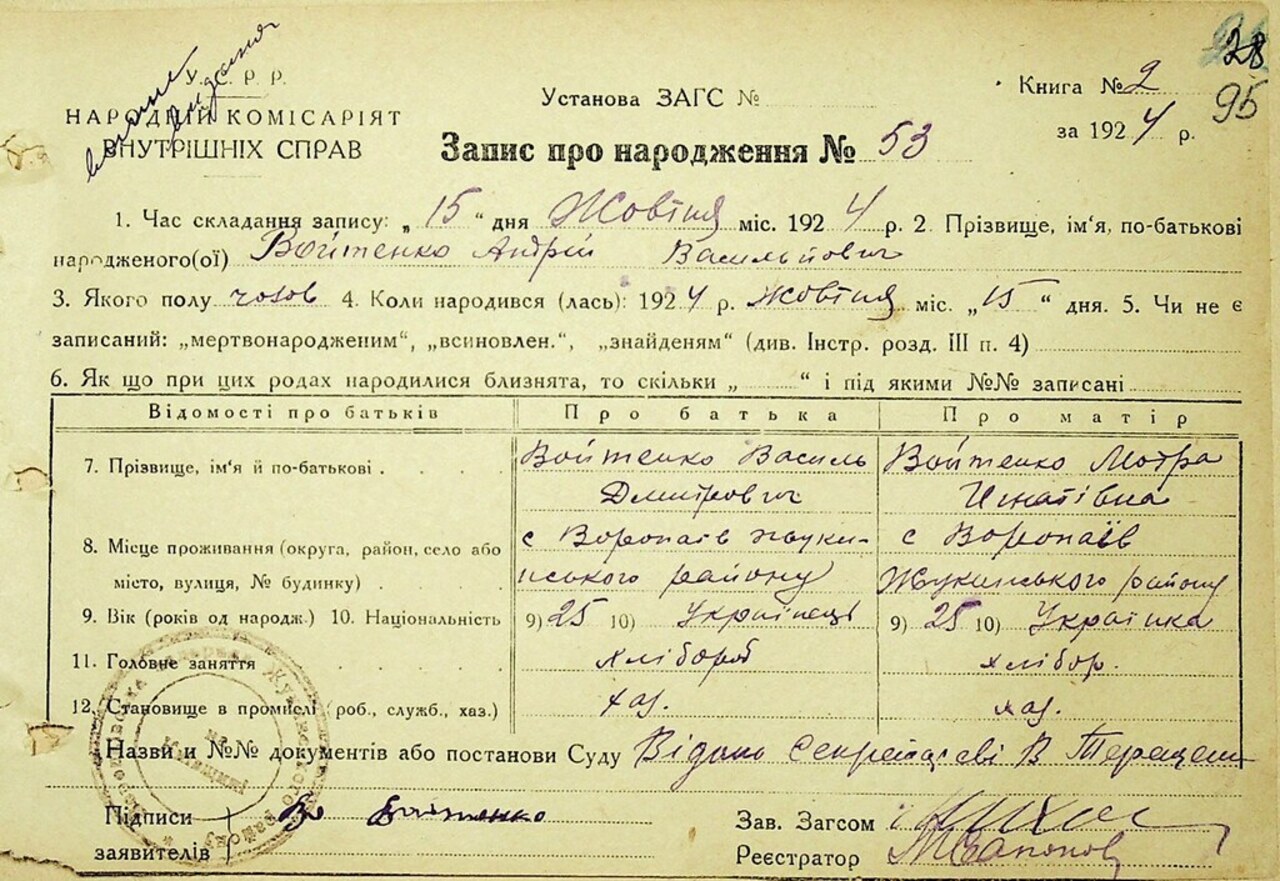 28
95
У. С. Р. Р.
НАРОДНІЙ КОМІСАРІЯТ
ВНУТРІШНІХ СПРАВ
Установа ЗАГС №
Книга № 2
за 1924 р.
Запис про народження № 53
1. Час складання запису: „ 15 “ дня Жовтня міс. 1924 р. 2. Прізвище, ім‘я, по-батькові
народженого(ої) Войтенко Андрій Васильович
3. Якого полу чолов 4. Коли народився (лась): 1924 р. Жовтня міс. „ 15 “ дня. 5. Чи не є
записаний: „мертвонародженим“, „всиновлен.“, „знайденям“ (див. Інстр. розд. III п. 4)
6. Як що при цих родах народилися близнята, то скільки „ “ і під якими №№ записані
Відомості про батьків Про батька Про матір
7. Прізвище, ім‘я й по-батькові . . . . Войтенко Василь Войтенко Мотря
Дмитрович Игнатівна
8. Місце проживання (округа, район, село або с Воропаїв Жуки- с Воропаїв
місто, вулиця, № будинку) . . . нського району Жукинського району
9. Вік (років од народж.) 10. Національність 9) 25 10) Українець 9) 25 10) Українка
11. Головне заняття . . . . хлібороб хлібор.
12. Становище в промислі (роб., служб., хаз.) хаз. хаз.
Назви и №№ документів або постанови Суду Відомо Секретареві В
Підписи
заявителів
Войтенко
Зав. Загсом
Реєстратор